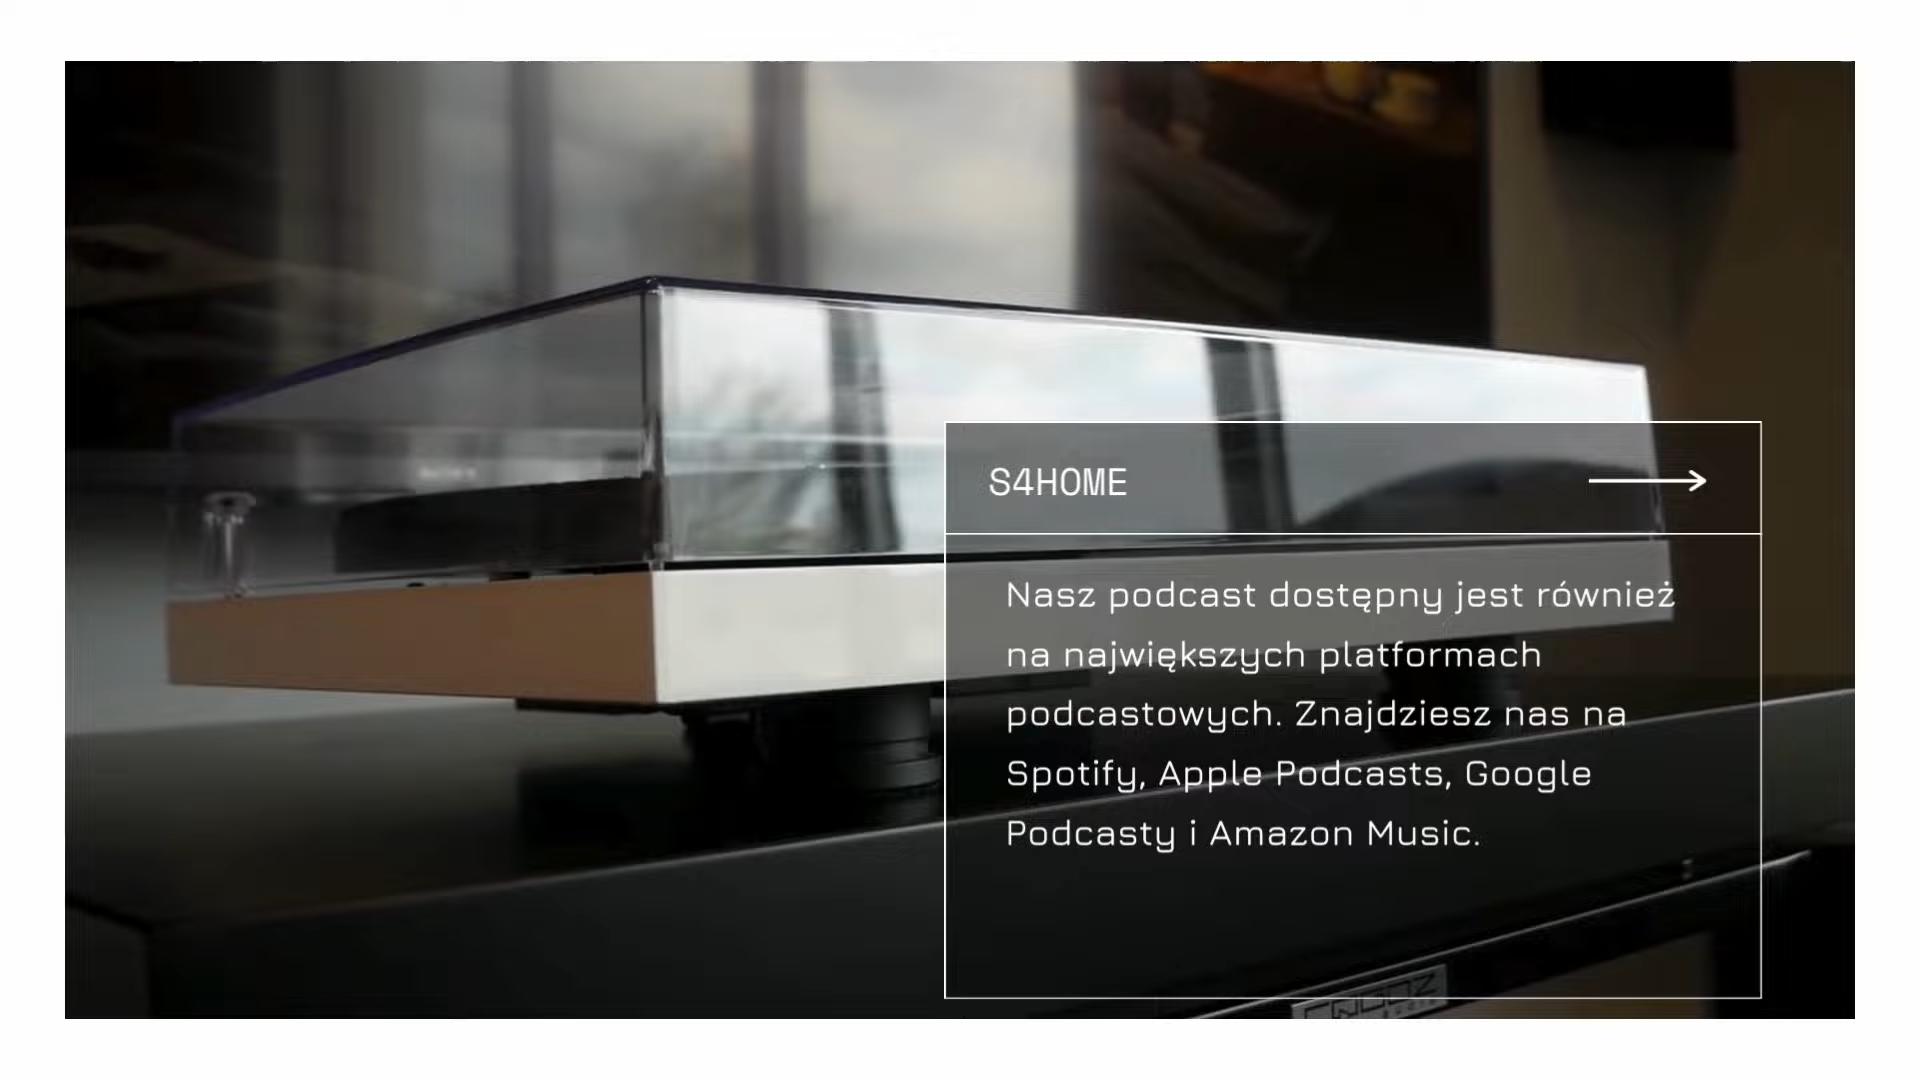 S4HOME
Nasz podcast dostępny jest również
na największych platformach
podcastowych. Znajdziesz nas na
Spotify, Apple Podcasts, Google
Podcasty i Amazon Music.